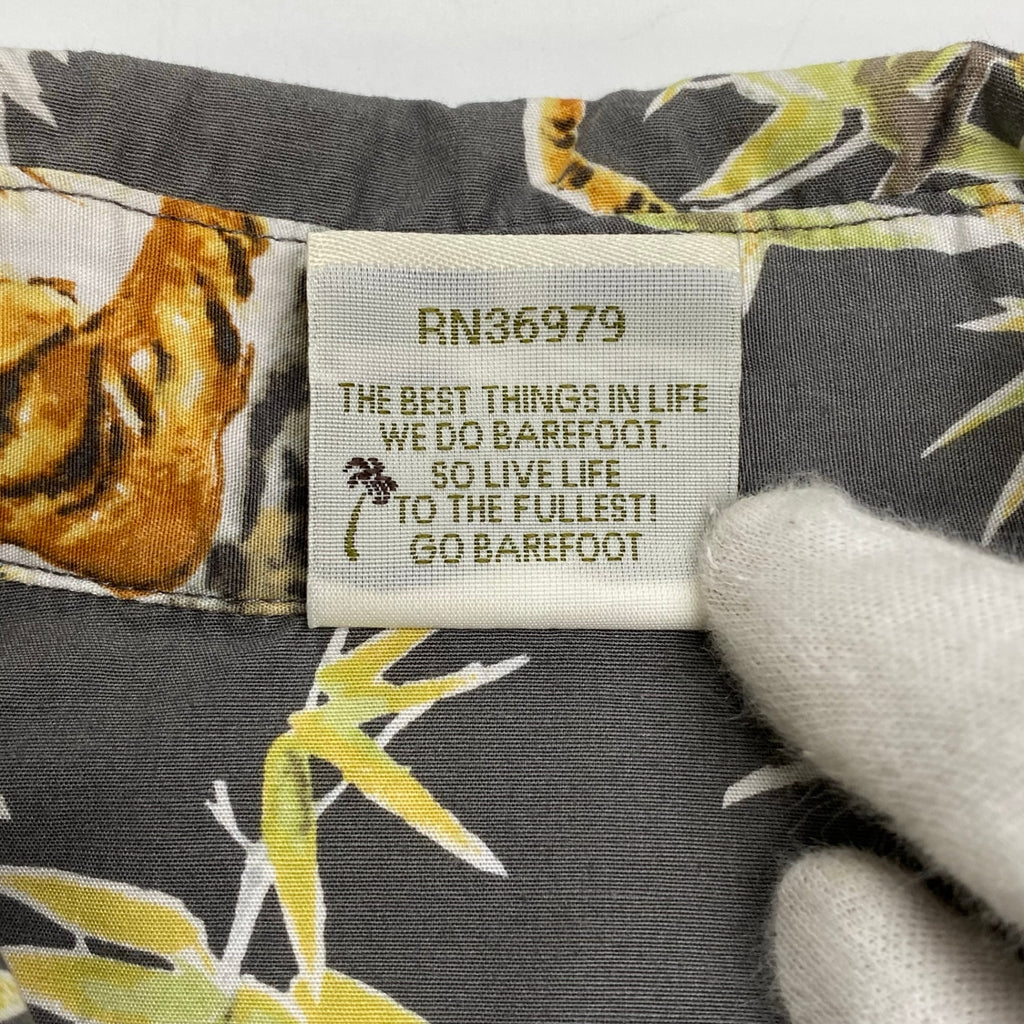 RN36979
THE BEST THINGS IN LIFE
WE DO BAREFOOT.
SO LIVE LIFE
TO THE FULLEST!
GO BAREFOOT